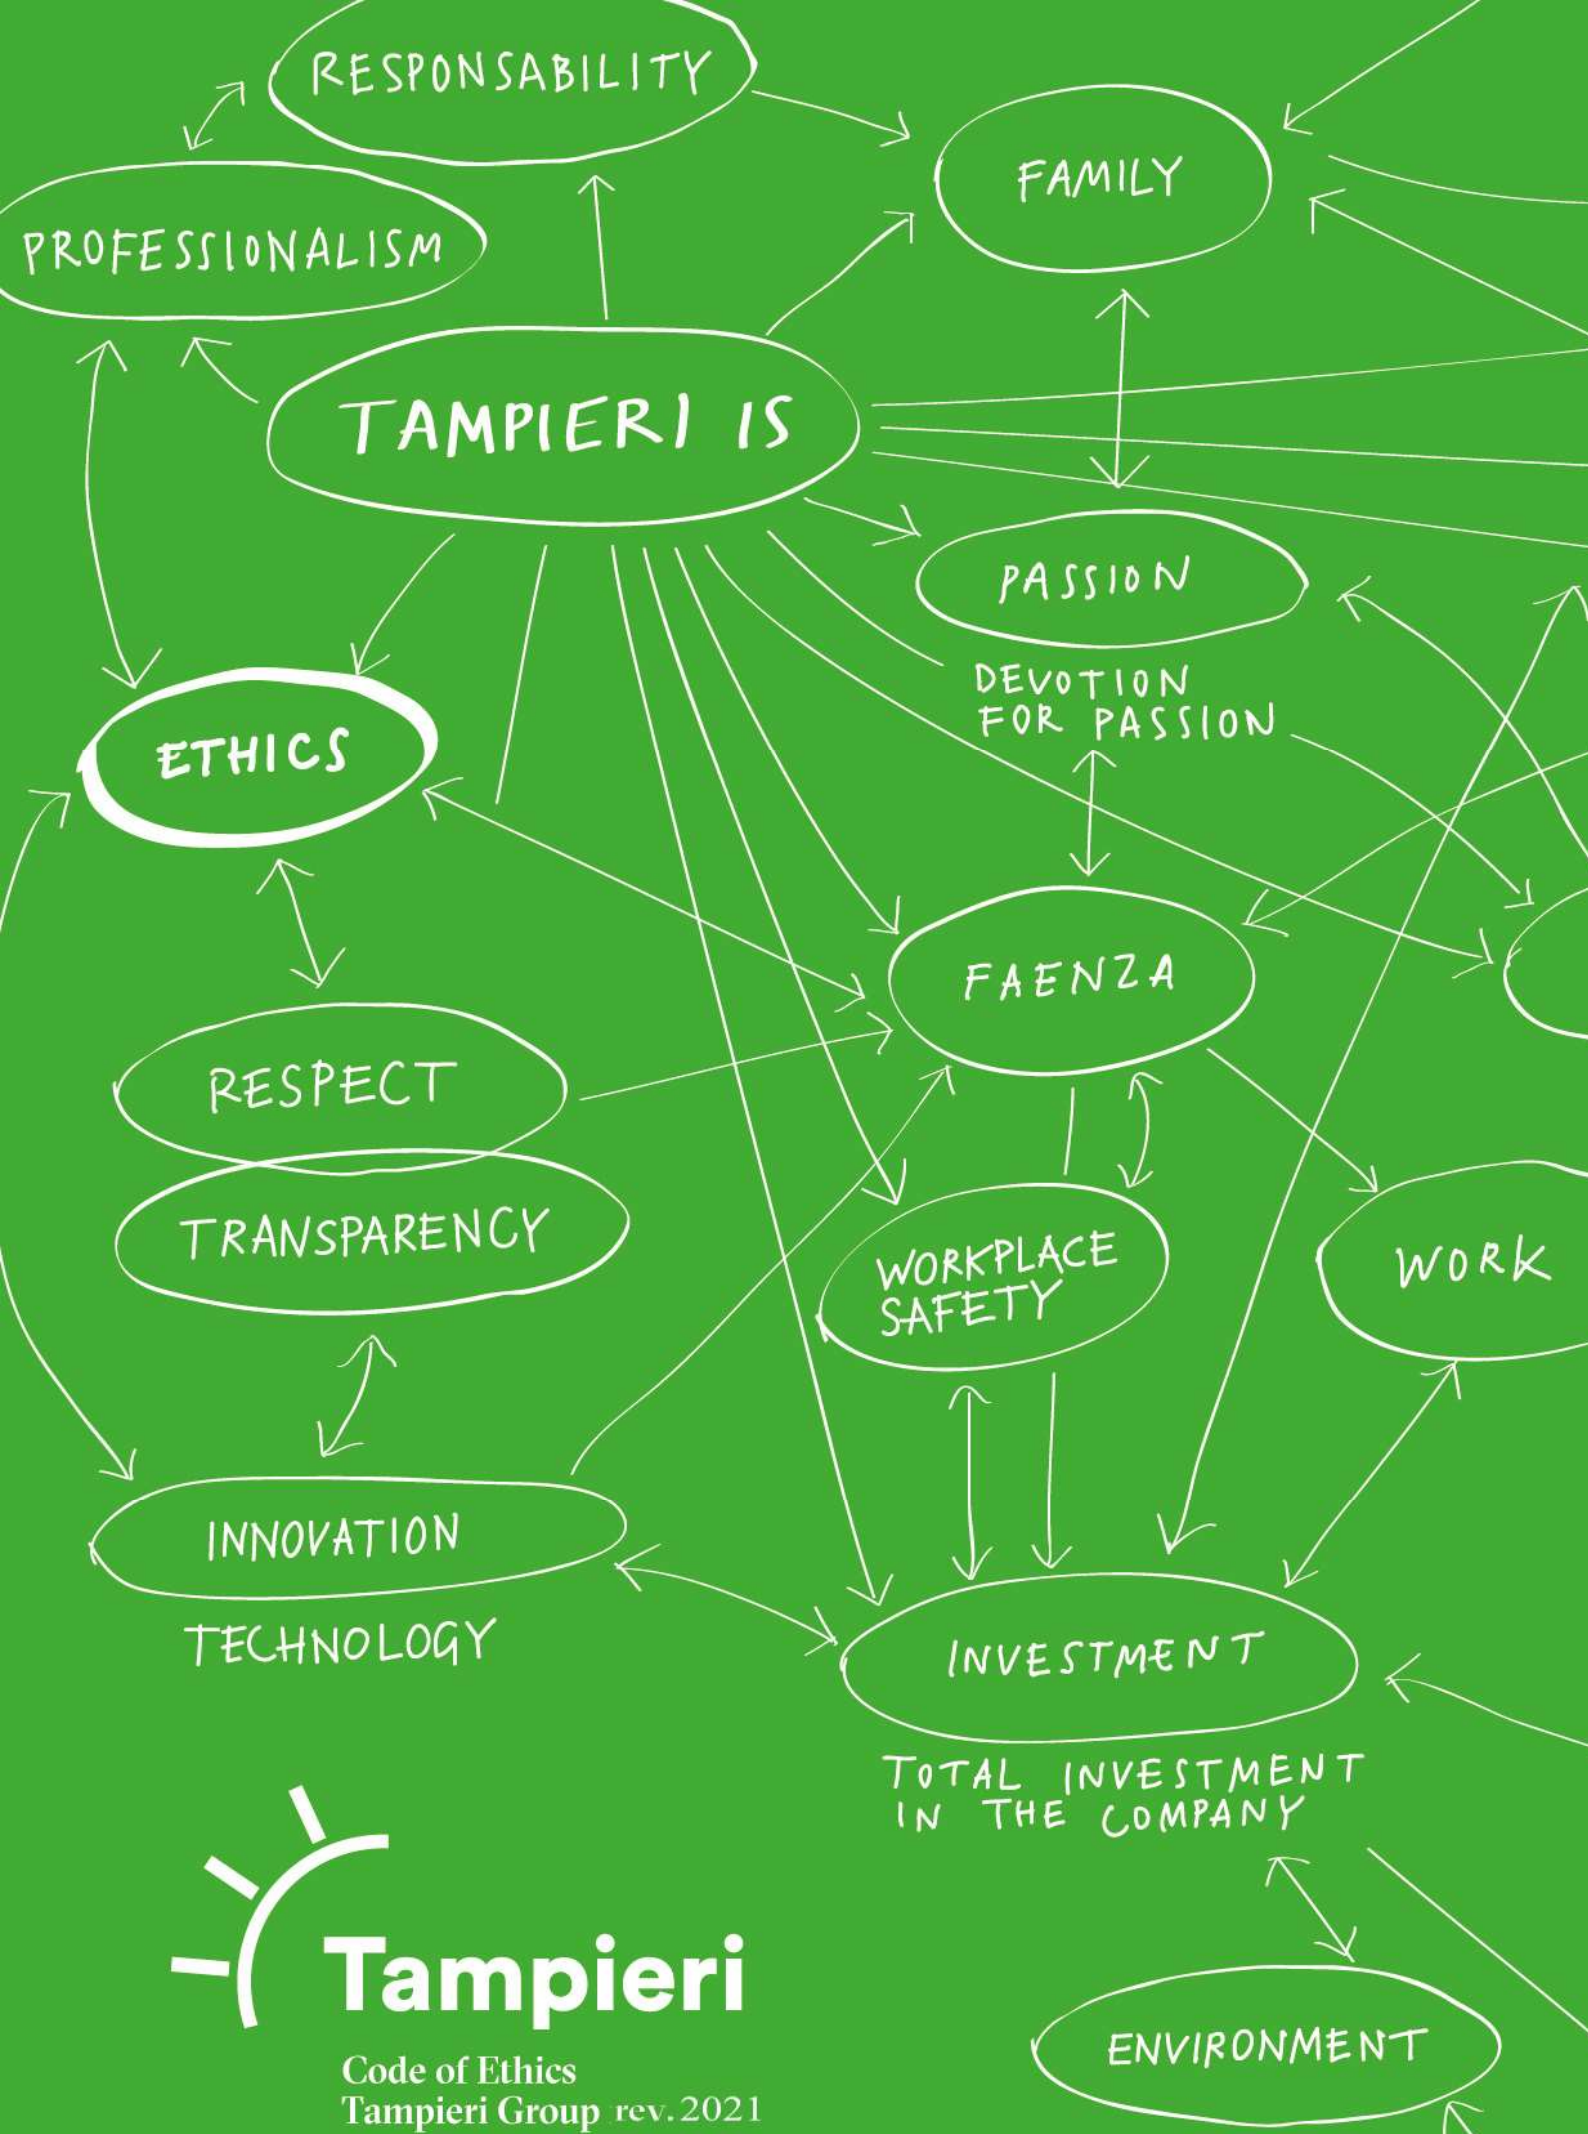 RESPONSABILITY
FAMILY
PROFESSIONALISM
TAMPIERI IS
PASSION
DEVOTION
FOR PASSION
ETHICS
FAENZA
RESPECT
TRANSPARENCY
WORKPLACE
SAFETY
WORK
INNOVATION
TECHNOLOGY
INVESTMENT
TOTAL INVESTMENT
IN THE COMPANY
Tampieri
ENVIRONMENT
Code of Ethics
Tampieri Group rev. 2021